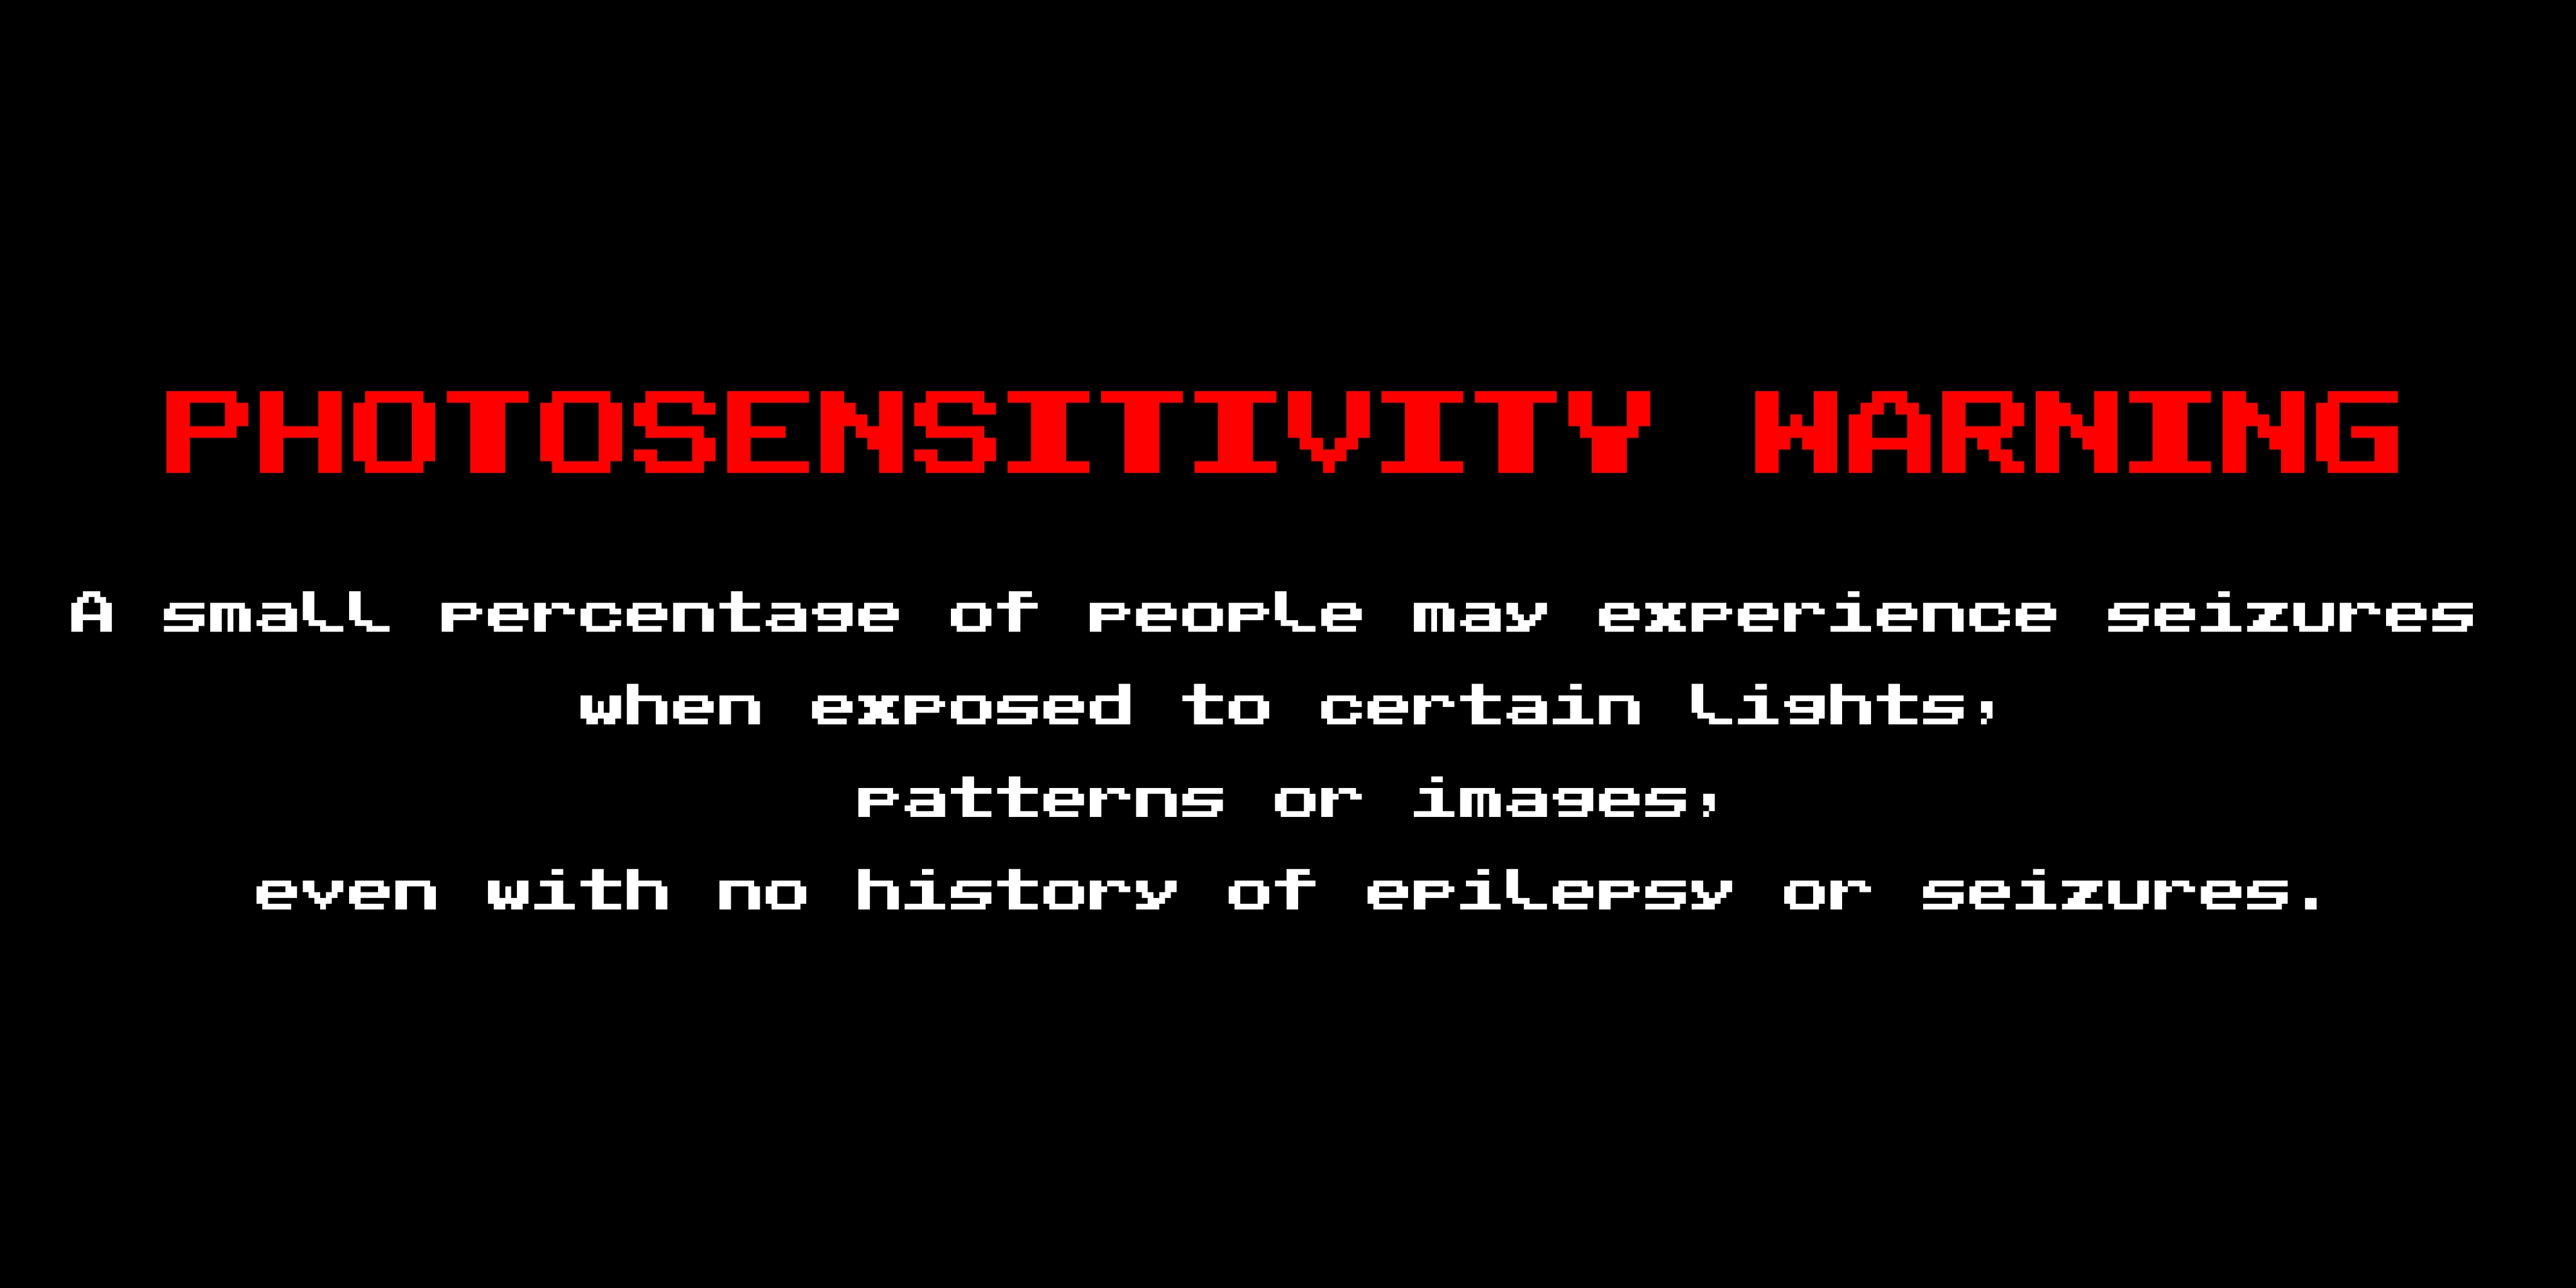 PHOTOSENSITIVITY WARNING
A small percentage of people may experience seizures
when exposed to certain lights,
patterns or images,
even with no history of epilepsy or seizures.